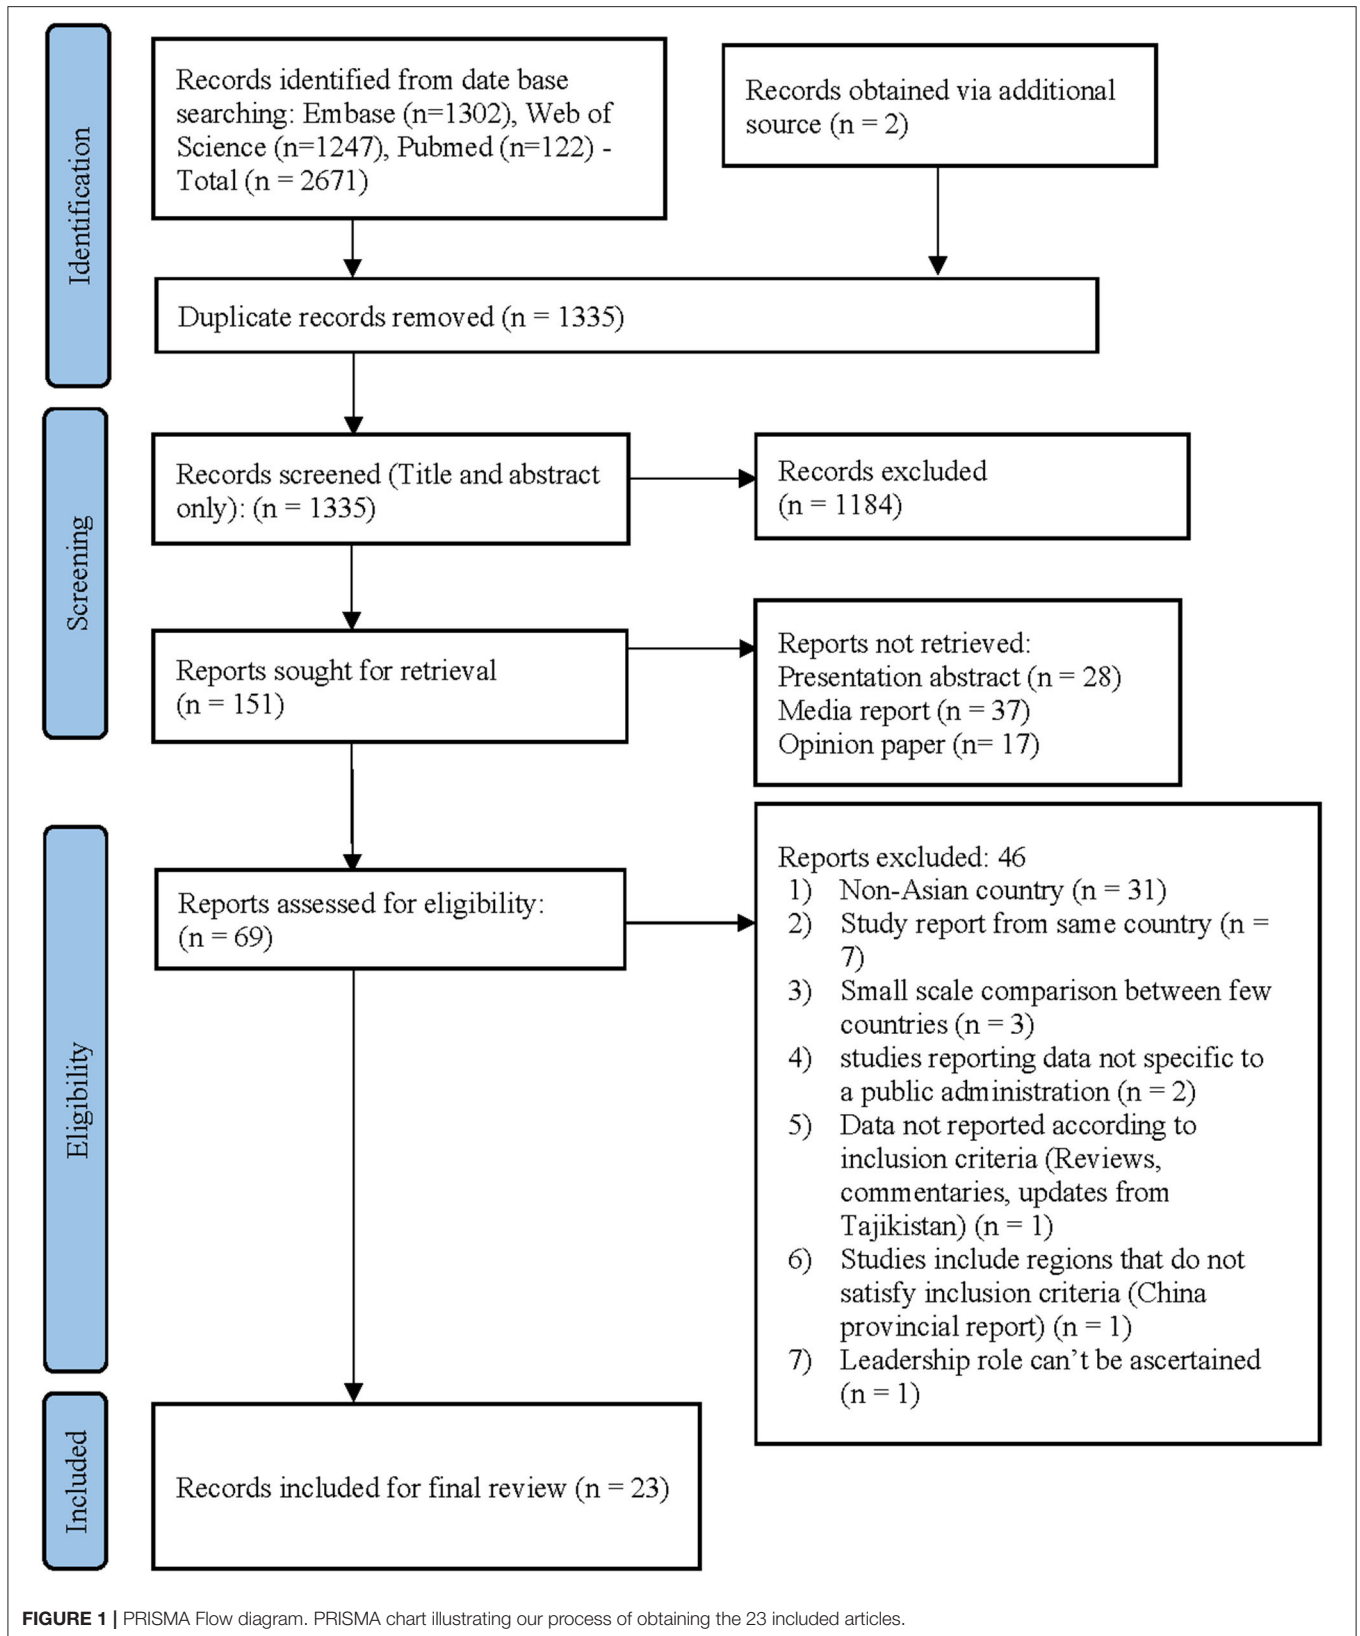 Identification
Records identified from date base
searching: Embase (n=1302), Web of
Science (n=1247), Pubmed (n=122) -
Total (n = 2671)
Records obtained via additional
source (n = 2)
Duplicate records removed (n = 1335)
Screening
Records screened (Title and abstract
only): (n = 1335)
Records excluded
(n = 1184)
Reports sought for retrieval
(n = 151)
Reports not retrieved:
Presentation abstract (n = 28)
Media report (n = 37)
Opinion paper (n= 17)
Eligibility
Reports assessed for eligibility:
(n = 69)
Reports excluded: 46
1) Non-Asian country (n = 31)
2) Study report from same country (n =
7)
3) Small scale comparison between few
countries (n = 3)
4) studies reporting data not specific to
a public administration (n = 2)
5) Data not reported according to
inclusion criteria (Reviews,
commentaries, updates from
Tajikistan) (n = 1)
6) Studies include regions that do not
satisfy inclusion criteria (China
provincial report) (n = 1)
7) Leadership role can't be ascertained
(n = 1)
Included
Records included for final review (n = 23)
FIGURE 1 | PRISMA Flow diagram. PRISMA chart illustrating our process of obtaining the 23 included articles.